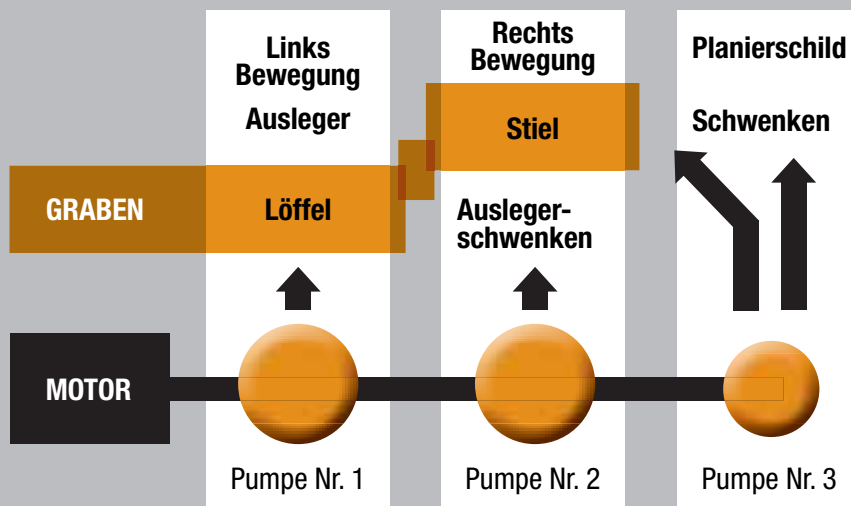 Links
Bewegung
Ausleger
Rechts
Bewegung
Stiel
Planierschild
Schwenken
GRABEN
Löffel
Ausleger-
schwenken
MOTOR
Pumpe Nr. 1
Pumpe Nr. 2
Pumpe Nr. 3